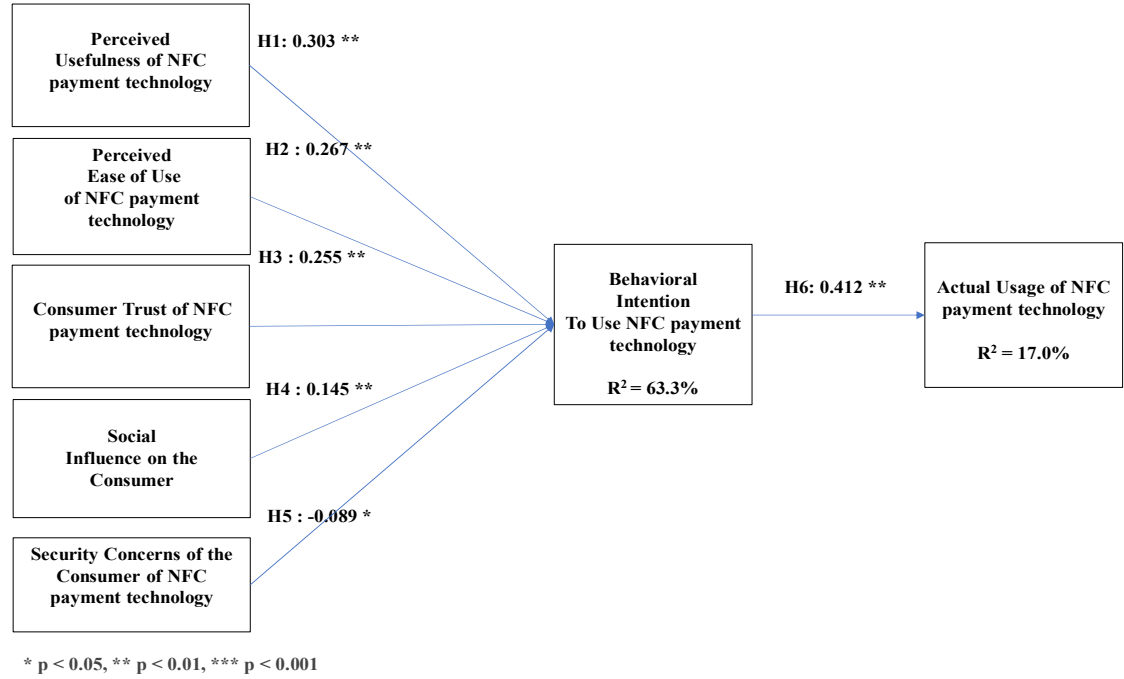 Perceived
Usefulness of NFC
payment technology
H1: 0.303 **
Perceived
Ease of Use
of NFC payment
technology
H2 : 0.267 **
Consumer Trust of NFC
payment technology
H3 : 0.255 **
Social
Influence on the
Consumer
H4 : 0.145 **
Security Concerns of the
Consumer of NFC
payment technology
H5 : -0.089 *
Behavioral
Intention
To Use NFC payment
technology
R² = 63.3%
H6: 0.412 **
Actual Usage of NFC
payment technology
R² = 17.0%
* p < 0.05, ** p < 0.01, *** p < 0.001